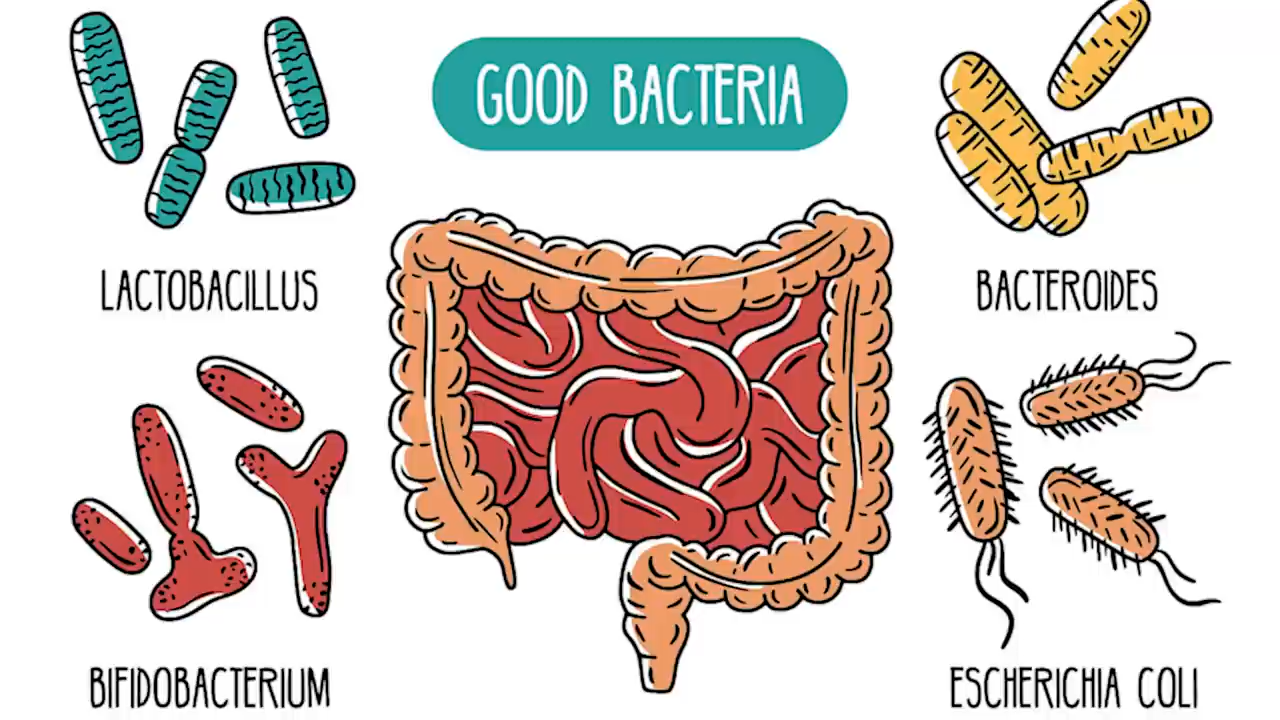 GOOD BACTERIA
LACTOBACILLUS
BACTEROIDES
BIFIDOBACTERIUM
ESCHERICHIA COLI